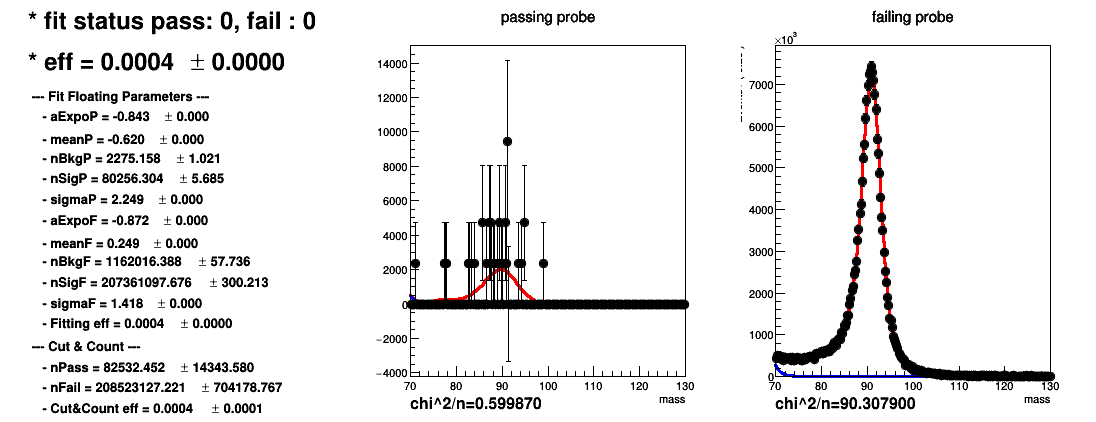 * fit status pass: 0, fail : 0
* eff = 0.0004 ± 0.0000
--- Fit Floating Parameters ---
- aExpoP = -0.843 ± 0.000
- meanP = -0.620 ± 0.000
- nBkgP = 2275.158 ± 1.021
- nSigP = 80256.304 ± 5.685
- sigmaP = 2.249 ± 0.000
- aExpoF = -0.872 ± 0.000
- meanF = 0.249 ± 0.000
- nBkgF = 1162016.388 ± 57.736
- nSigF = 207361097.676 ± 300.213
- sigmaF = 1.418 ± 0.000
- Fitting eff = 0.0004 ± 0.0000
--- Cut & Count ---
- nPass = 82532.452 ± 14343.580
- nFail = 208523127.221 ± 704178.767
- Cut&Count eff = 0.0004 ± 0.0001
passing probe
14000
12000
10000
8000
6000
4000
2000
0
−2000
−4000
70 80 90 100 110 120 130
mass
chi^2/n=0.599870
failing probe
×10³
7000
6000
5000
4000
3000
2000
1000
0
70 80 90 100 110 120 130
mass
chi^2/n=90.307900